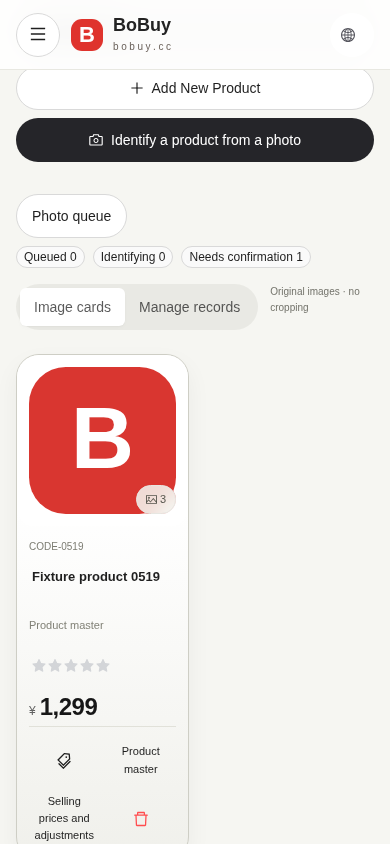 B
BoBuy
bobuy.cc
Add New Product
Identify a product from a photo
Photo queue
Queued 0
Identifying 0
Needs confirmation 1
Image cards
Manage records
Original images · no
cropping
B
3
CODE-0519
Fixture product 0519
Product master
¥ 1,299
Product
master
Selling
prices and
adjustments